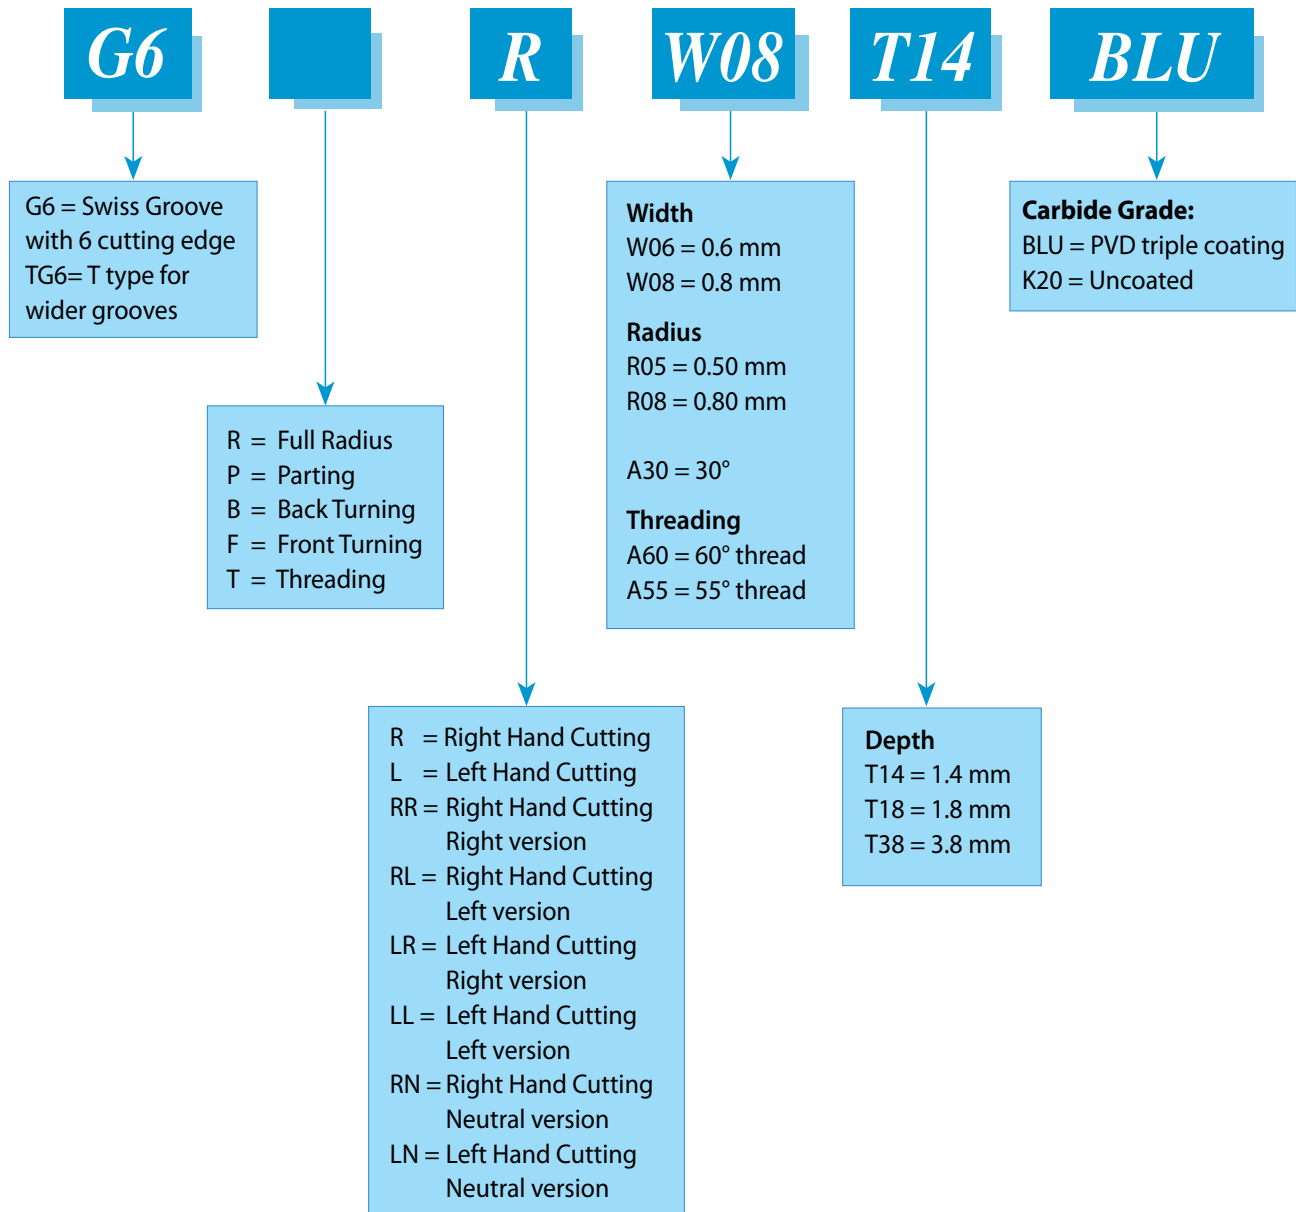 G6 R W08 T14 BLU
G6 = Swiss Groove
with 6 cutting edge
TG6= T type for
wider grooves
R = Full Radius
P = Parting
B = Back Turning
F = Front Turning
T = Threading
R = Right Hand Cutting
L = Left Hand Cutting
RR = Right Hand Cutting
Right version
RL = Right Hand Cutting
Left version
LR = Left Hand Cutting
Right version
LL = Left Hand Cutting
Left version
RN = Right Hand Cutting
Neutral version
LN = Left Hand Cutting
Neutral version
Width
W06 = 0.6 mm
W08 = 0.8 mm
Radius
R05 = 0.50 mm
R08 = 0.80 mm
A30 = 30°
Threading
A60 = 60° thread
A55 = 55° thread
Depth
T14 = 1.4 mm
T18 = 1.8 mm
T38 = 3.8 mm
Carbide Grade:
BLU = PVD triple coating
K20 = Uncoated